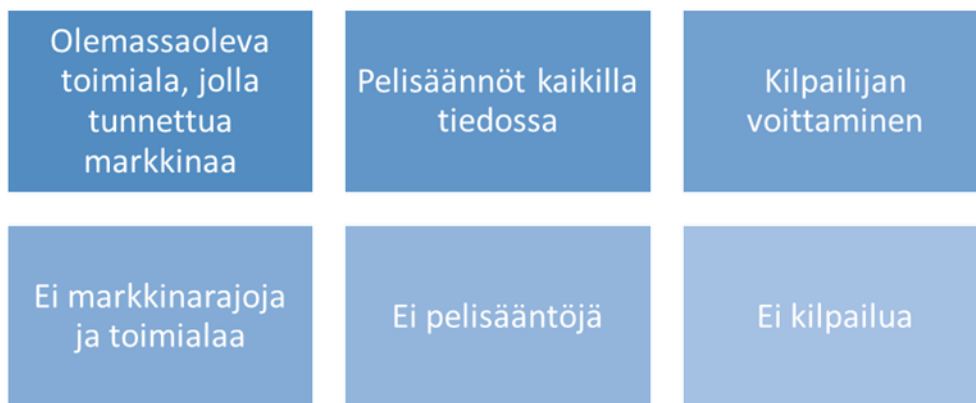 Olemassaoleva
toimiala, jolla
tunnettua
markkinaa
Pelisäännöt kaikilla
tiedossa
Kilpailijan
voittaminen
Ei markkinarajoja
ja toimialaa
Ei pelisääntöjä
Ei kilpailua